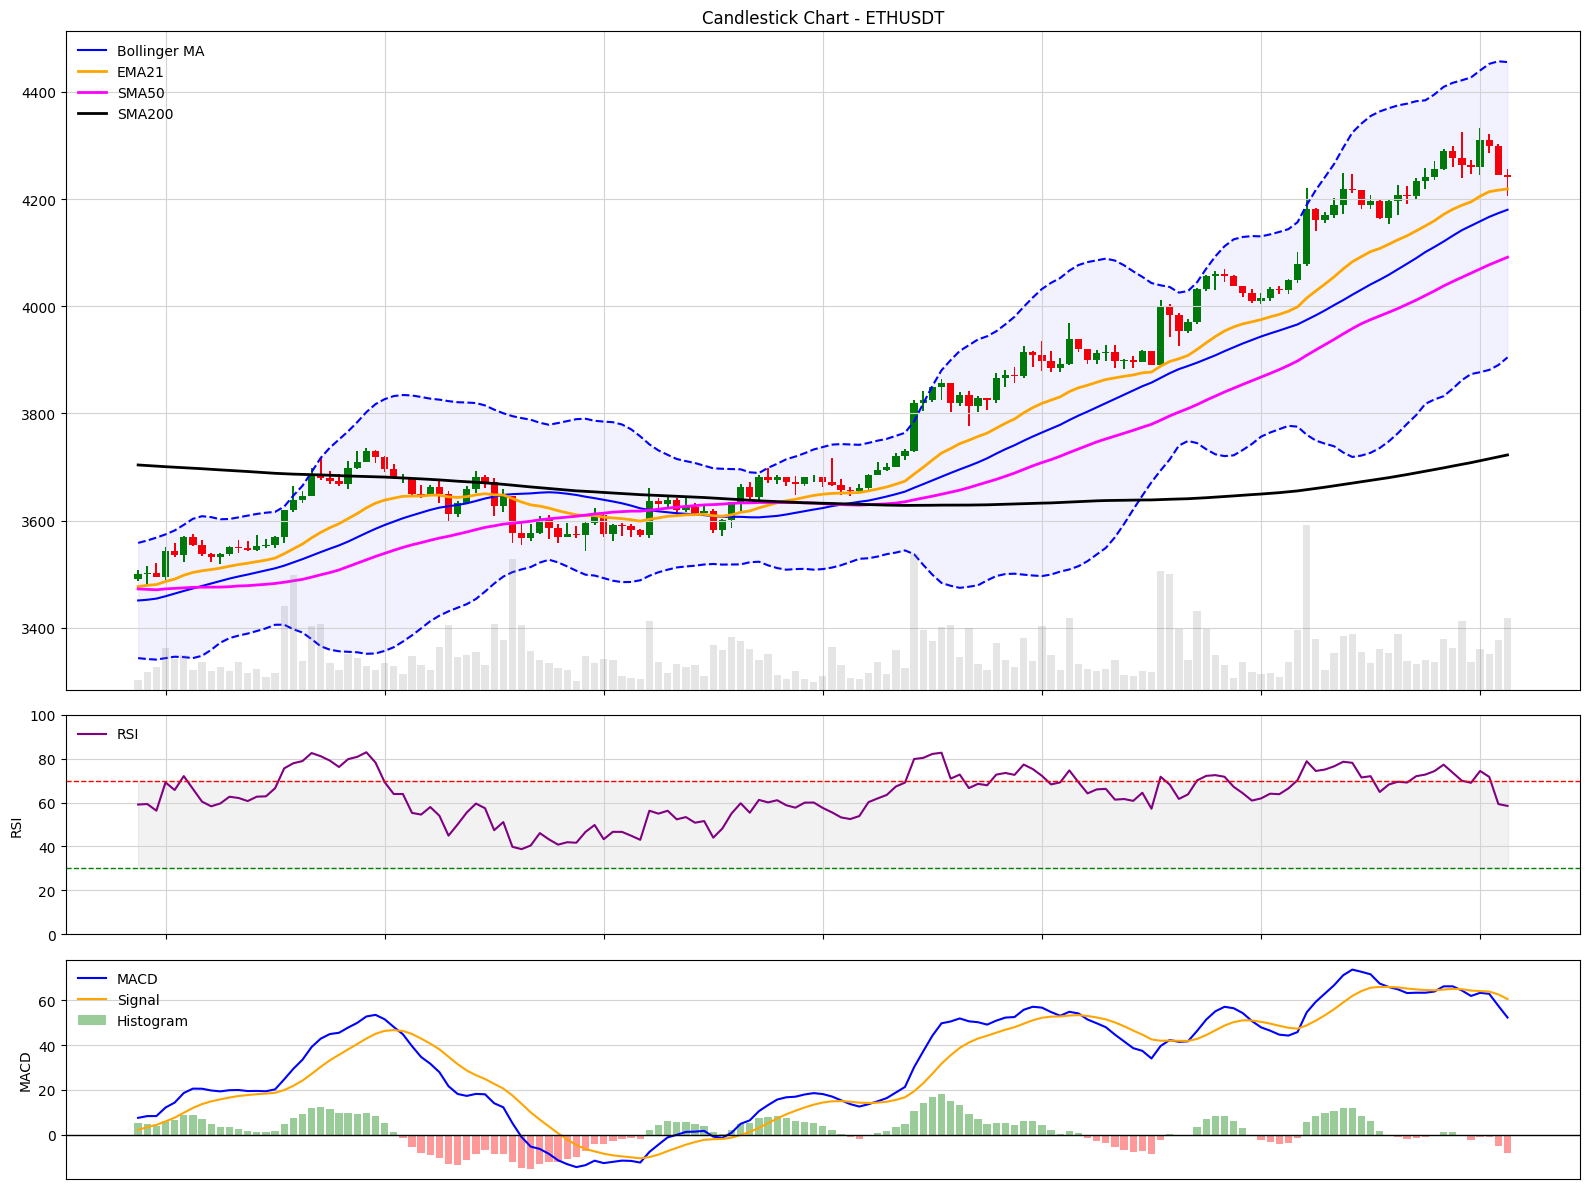 Candlestick Chart - ETHUSDT
Bollinger MA
EMA21
SMA50
SMA200
4400
4200
4000
3800
3600
3400
RSI
100
80
60
40
20
0
RSI
MACD
Signal
Histogram
60
40
20
0
MACD